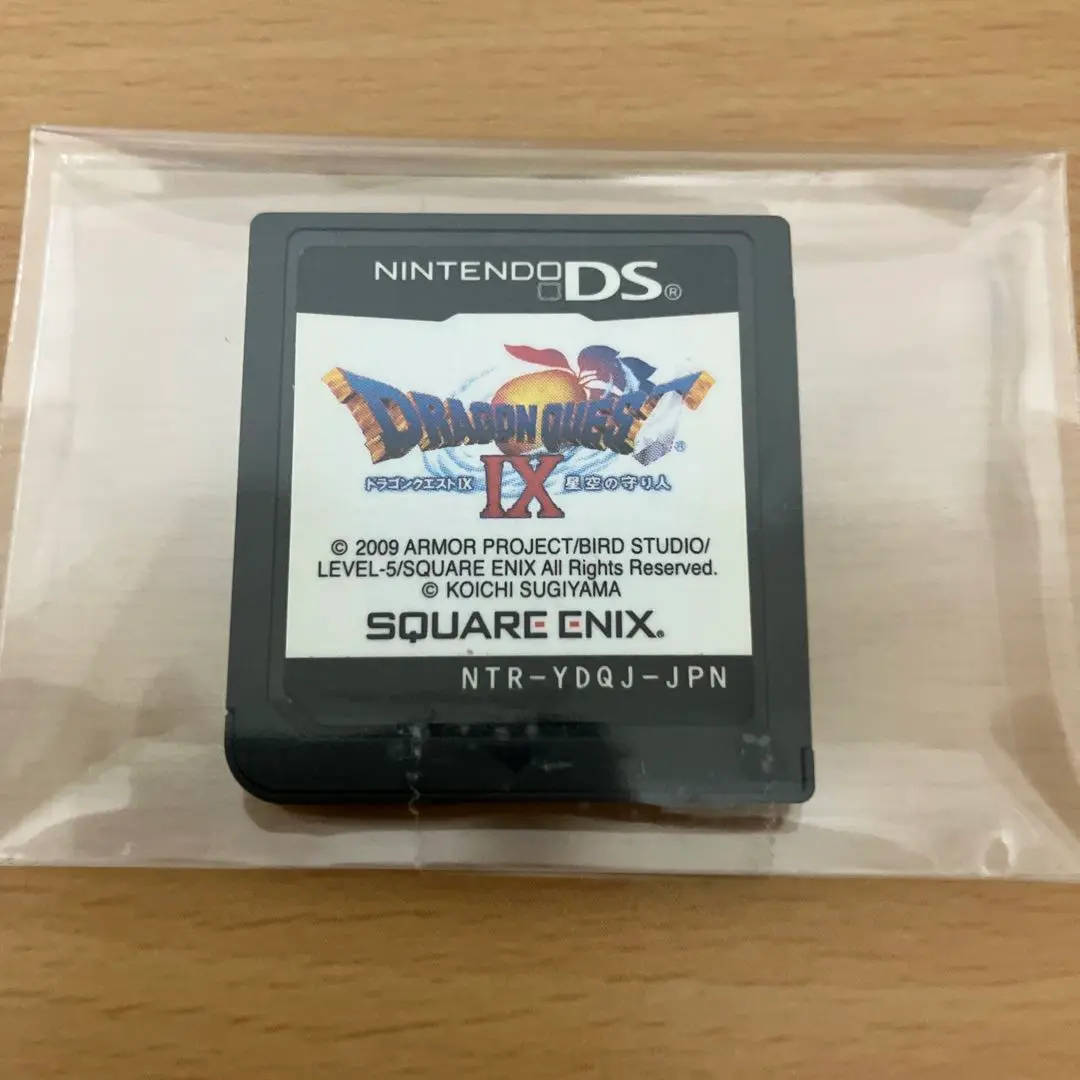 NINTENDO DS®
DRAGON QUEST®
ドラゴンクエストIX IX 星空の守り人
© 2009 ARMOR PROJECT/BIRD STUDIO/
LEVEL-5/SQUARE ENIX All Rights Reserved.
© KOICHI SUGIYAMA
SQUARE ENIX®
NTR-YDQJ-JPN